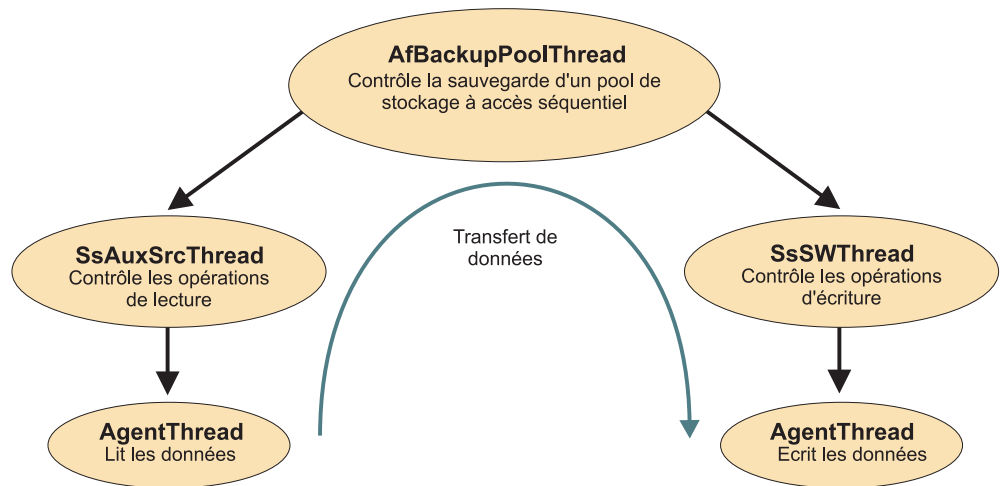 AfBackupPoolThread
Contrôle la sauvegarde d'un pool de
stockage à accès séquentiel
SsAuxSrcThread
Contrôle les opérations
de lecture
Transfert de
données
SsSWThread
Contrôle les opérations
d'écriture
AgentThread
Lit les données
AgentThread
Ecrit les données